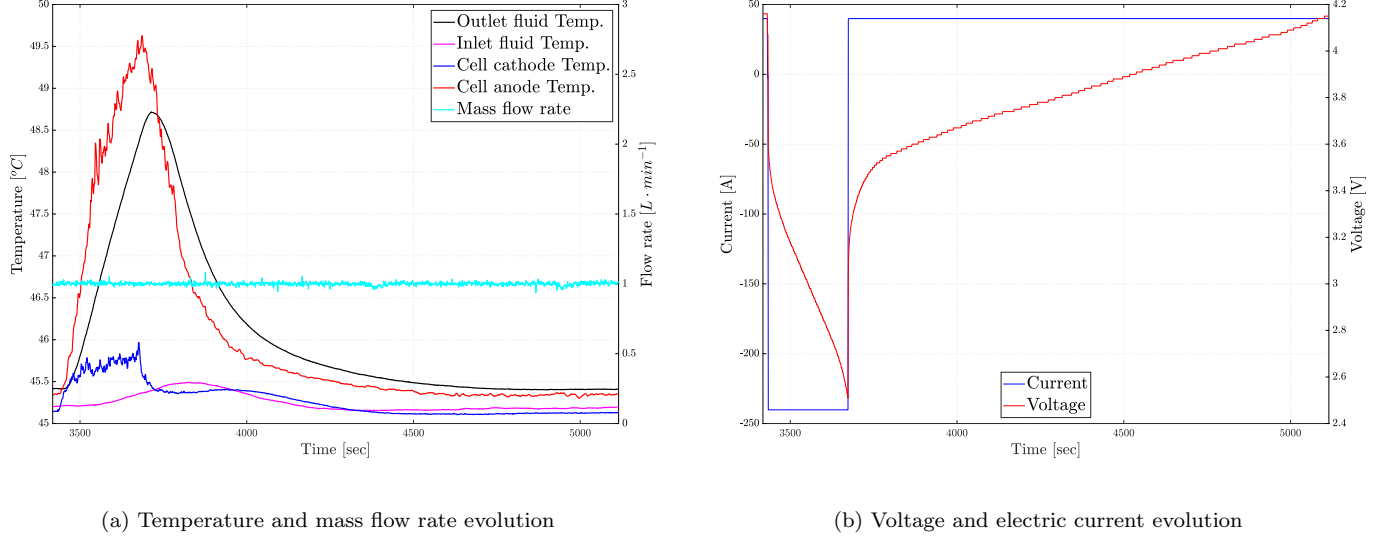 50
49.5
49
48.5
48
47.5
47
46.5
46
45.5
45
Temperature [°C]
3500
4000
4500
5000
Time [sec]
3
2.5
2
1.5
1
0.5
0
Flow rate [L · min⁻¹]
Outlet fluid Temp.
Inlet fluid Temp.
Cell cathode Temp.
Cell anode Temp.
Mass flow rate
(a) Temperature and mass flow rate evolution
50
0
-50
-100
-150
-200
-250
Current [A]
3500
4000
4500
5000
Time [sec]
4.2
4
3.8
3.6
3.4
3.2
3
2.8
2.6
2.4
Voltage [V]
Current
Voltage
(b) Voltage and electric current evolution